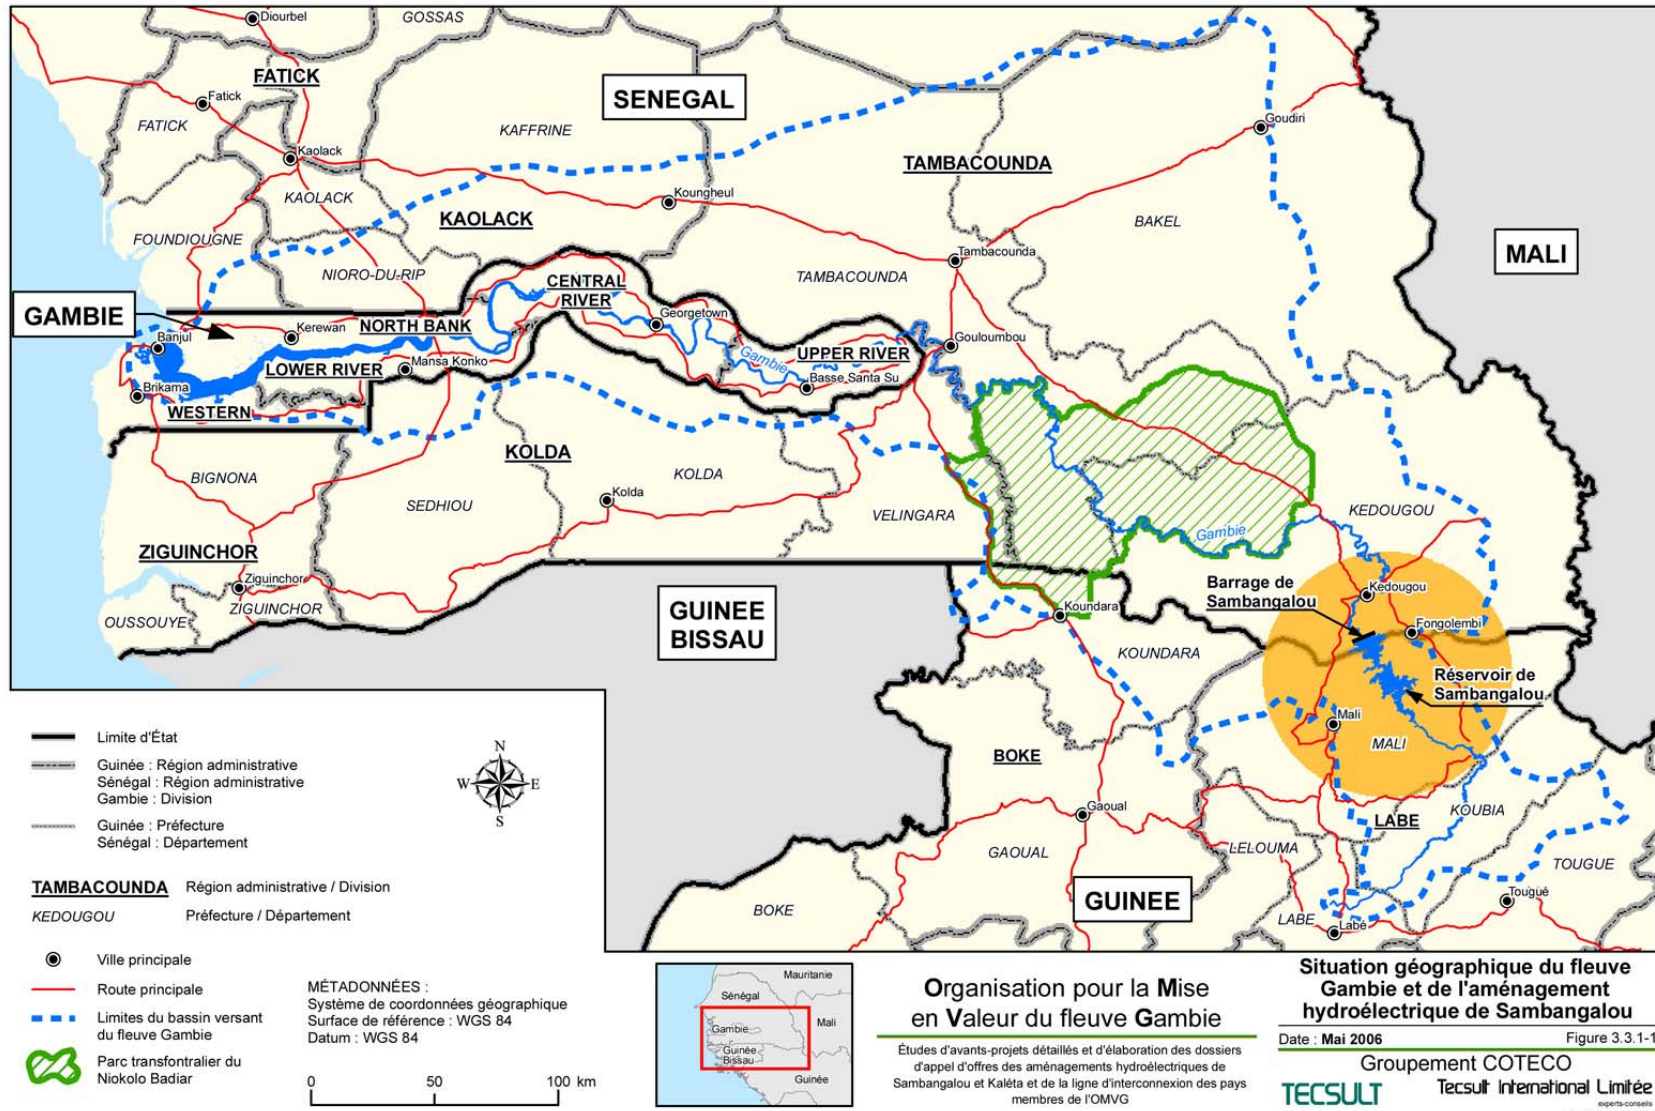 Diourbel
GOSSAS
FATICK
Fatick
FATICK
SENEGAL
KAFFRINE
Goudiri
Kaolack
TAMBACOUNDA
KAOLACK
Koungheul
KAOLACK
BAKEL
FOUNDIOUGNE
NIORO-DU-RIP
Tambacounda
TAMBACOUNDA
MALI
CENTRAL
RIVER
GAMBIE
Georgetown
Kerewan
NORTH BANK
Banjul
Gouloumbou
Gambie
UPPER RIVER
LOWER RIVER
Mansa Konko
Basse Santa Su
Brikama
WESTERN
KOLDA
KOLDA
BIGNONA
Kolda
SEDHIOU
VELINGARA
KEDOUGOU
Gambie
ZIGUINCHOR
Ziguinchor
ZIGUINCHOR
OUSSOUYE
GUINEE
BISSAU
Barrage de
Sambangalou
Kedougou
Koundara
Fongolembi
KOUNDARA
Réservoir de
Sambangalou
Mali
MALI
BOKE
Gaoual
KOUBIA
LABE
GAOUAL
LELOUMA
TOUGUE
GUINEE
Tougué
BOKE
LABE
Labé
Limite d'État
Guinée : Région administrative
Sénégal : Région administrative
Gambie : Division
Guinée : Préfecture
Sénégal : Département
TAMBACOUNDA Région administrative / Division
KEDOUGOU Préfecture / Département
Ville principale
Route principale
Limites du bassin versant
du fleuve Gambie
Parc transfontralier du
Niokolo Badiar
N
W E
S
MÉTADONNÉES :
Système de coordonnées géographique
Surface de référence : WGS 84
Datum : WGS 84
0 50 100 km
Mauritanie
Sénégal
Mali
Gambie
Guinée
Bissau
Guinée
Organisation pour la Mise
en Valeur du fleuve Gambie
Études d'avants-projets détaillés et d'élaboration des dossiers
d'appel d'offres des aménagements hydroélectriques de
Sambangalou et Kaléta et de la ligne d'interconnexion des pays
membres de l'OMVG
Situation géographique du fleuve
Gambie et de l'aménagement
hydroélectrique de Sambangalou
Date : Mai 2006 Figure 3.3.1-1
Groupement COTECO
TECSULT Tecsult International Limitée
experts-conseils